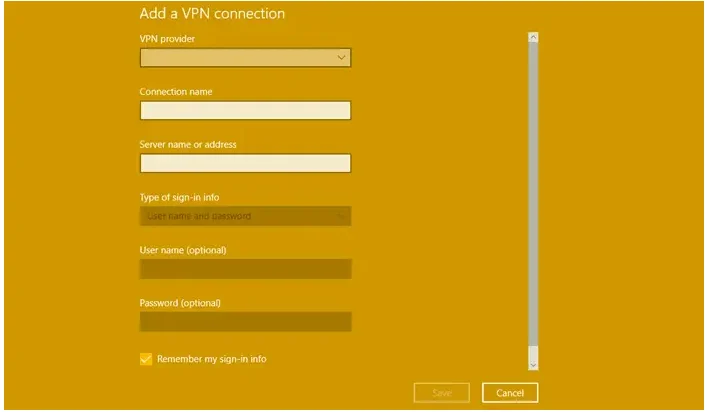 Add a VPN connection
VPN provider
Connection name
Server name or address
Type of sign-in info
User name and password
User name (optional)
Password (optional)
Remember my sign-in info
Save
Cancel